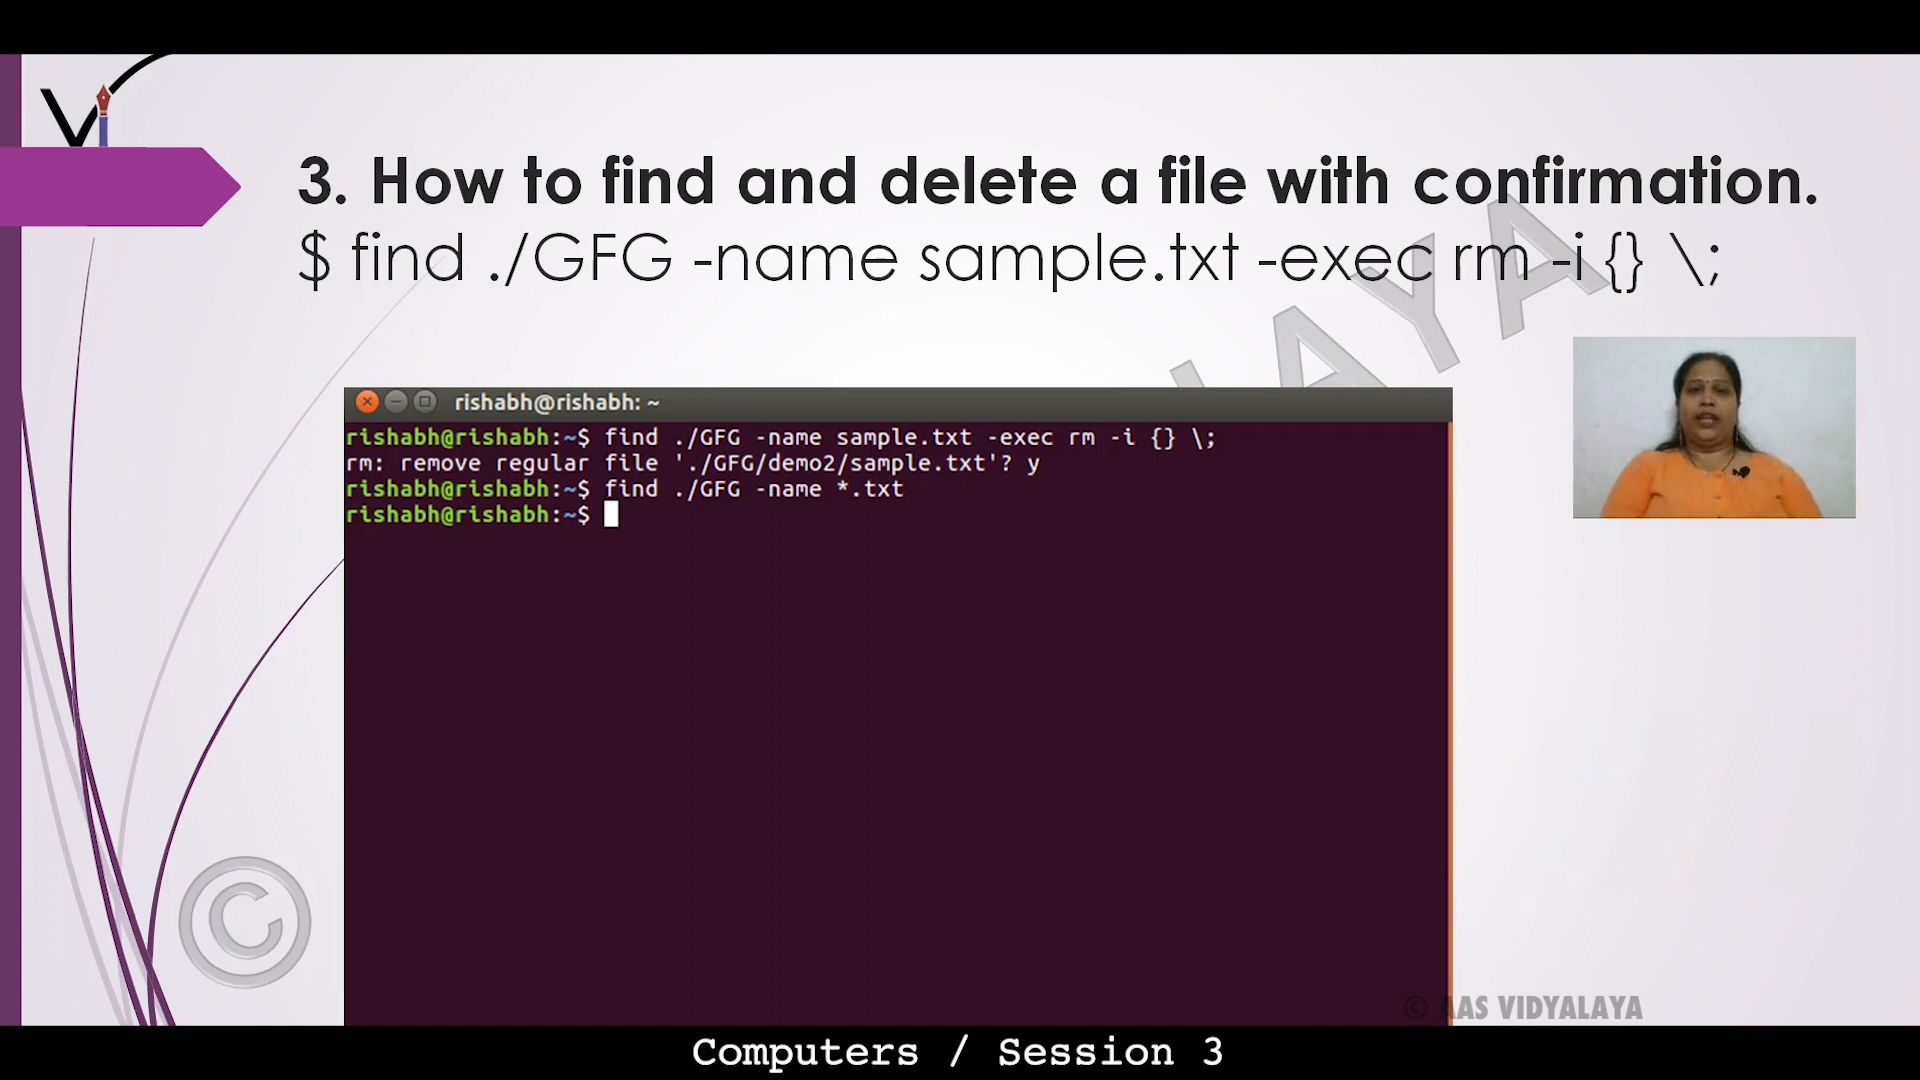 Vi
3. How to find and delete a file with confirmation.
$ find ./GFG -name sample.txt -exec rm -i {} \;
LAYA
rishabh@rishabh: ~
rishabh@rishabh:~$ find ./GFG -name sample.txt -exec rm -i {} \;
rm: remove regular file './GFG/demo2/sample.txt'? y
rishabh@rishabh:~$ find ./GFG -name *.txt
rishabh@rishabh:~$
©
© AAS VIDYALAYA
Computers / Session 3